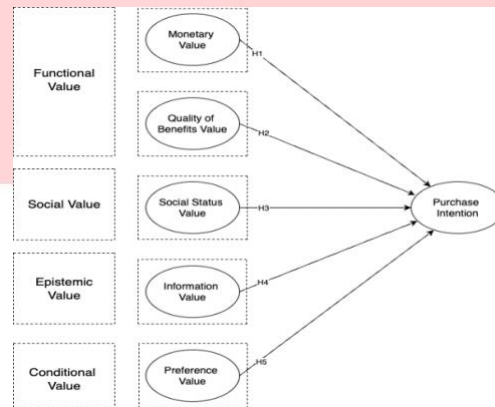 Functional
Value
Monetary
Value
H1
Quality of
Benefits Value
H2
Social Value
Social Status
Value
H3
Purchase
Intention
Epistemic
Value
Information
Value
H4
Conditional
Value
Preference
Value
H5